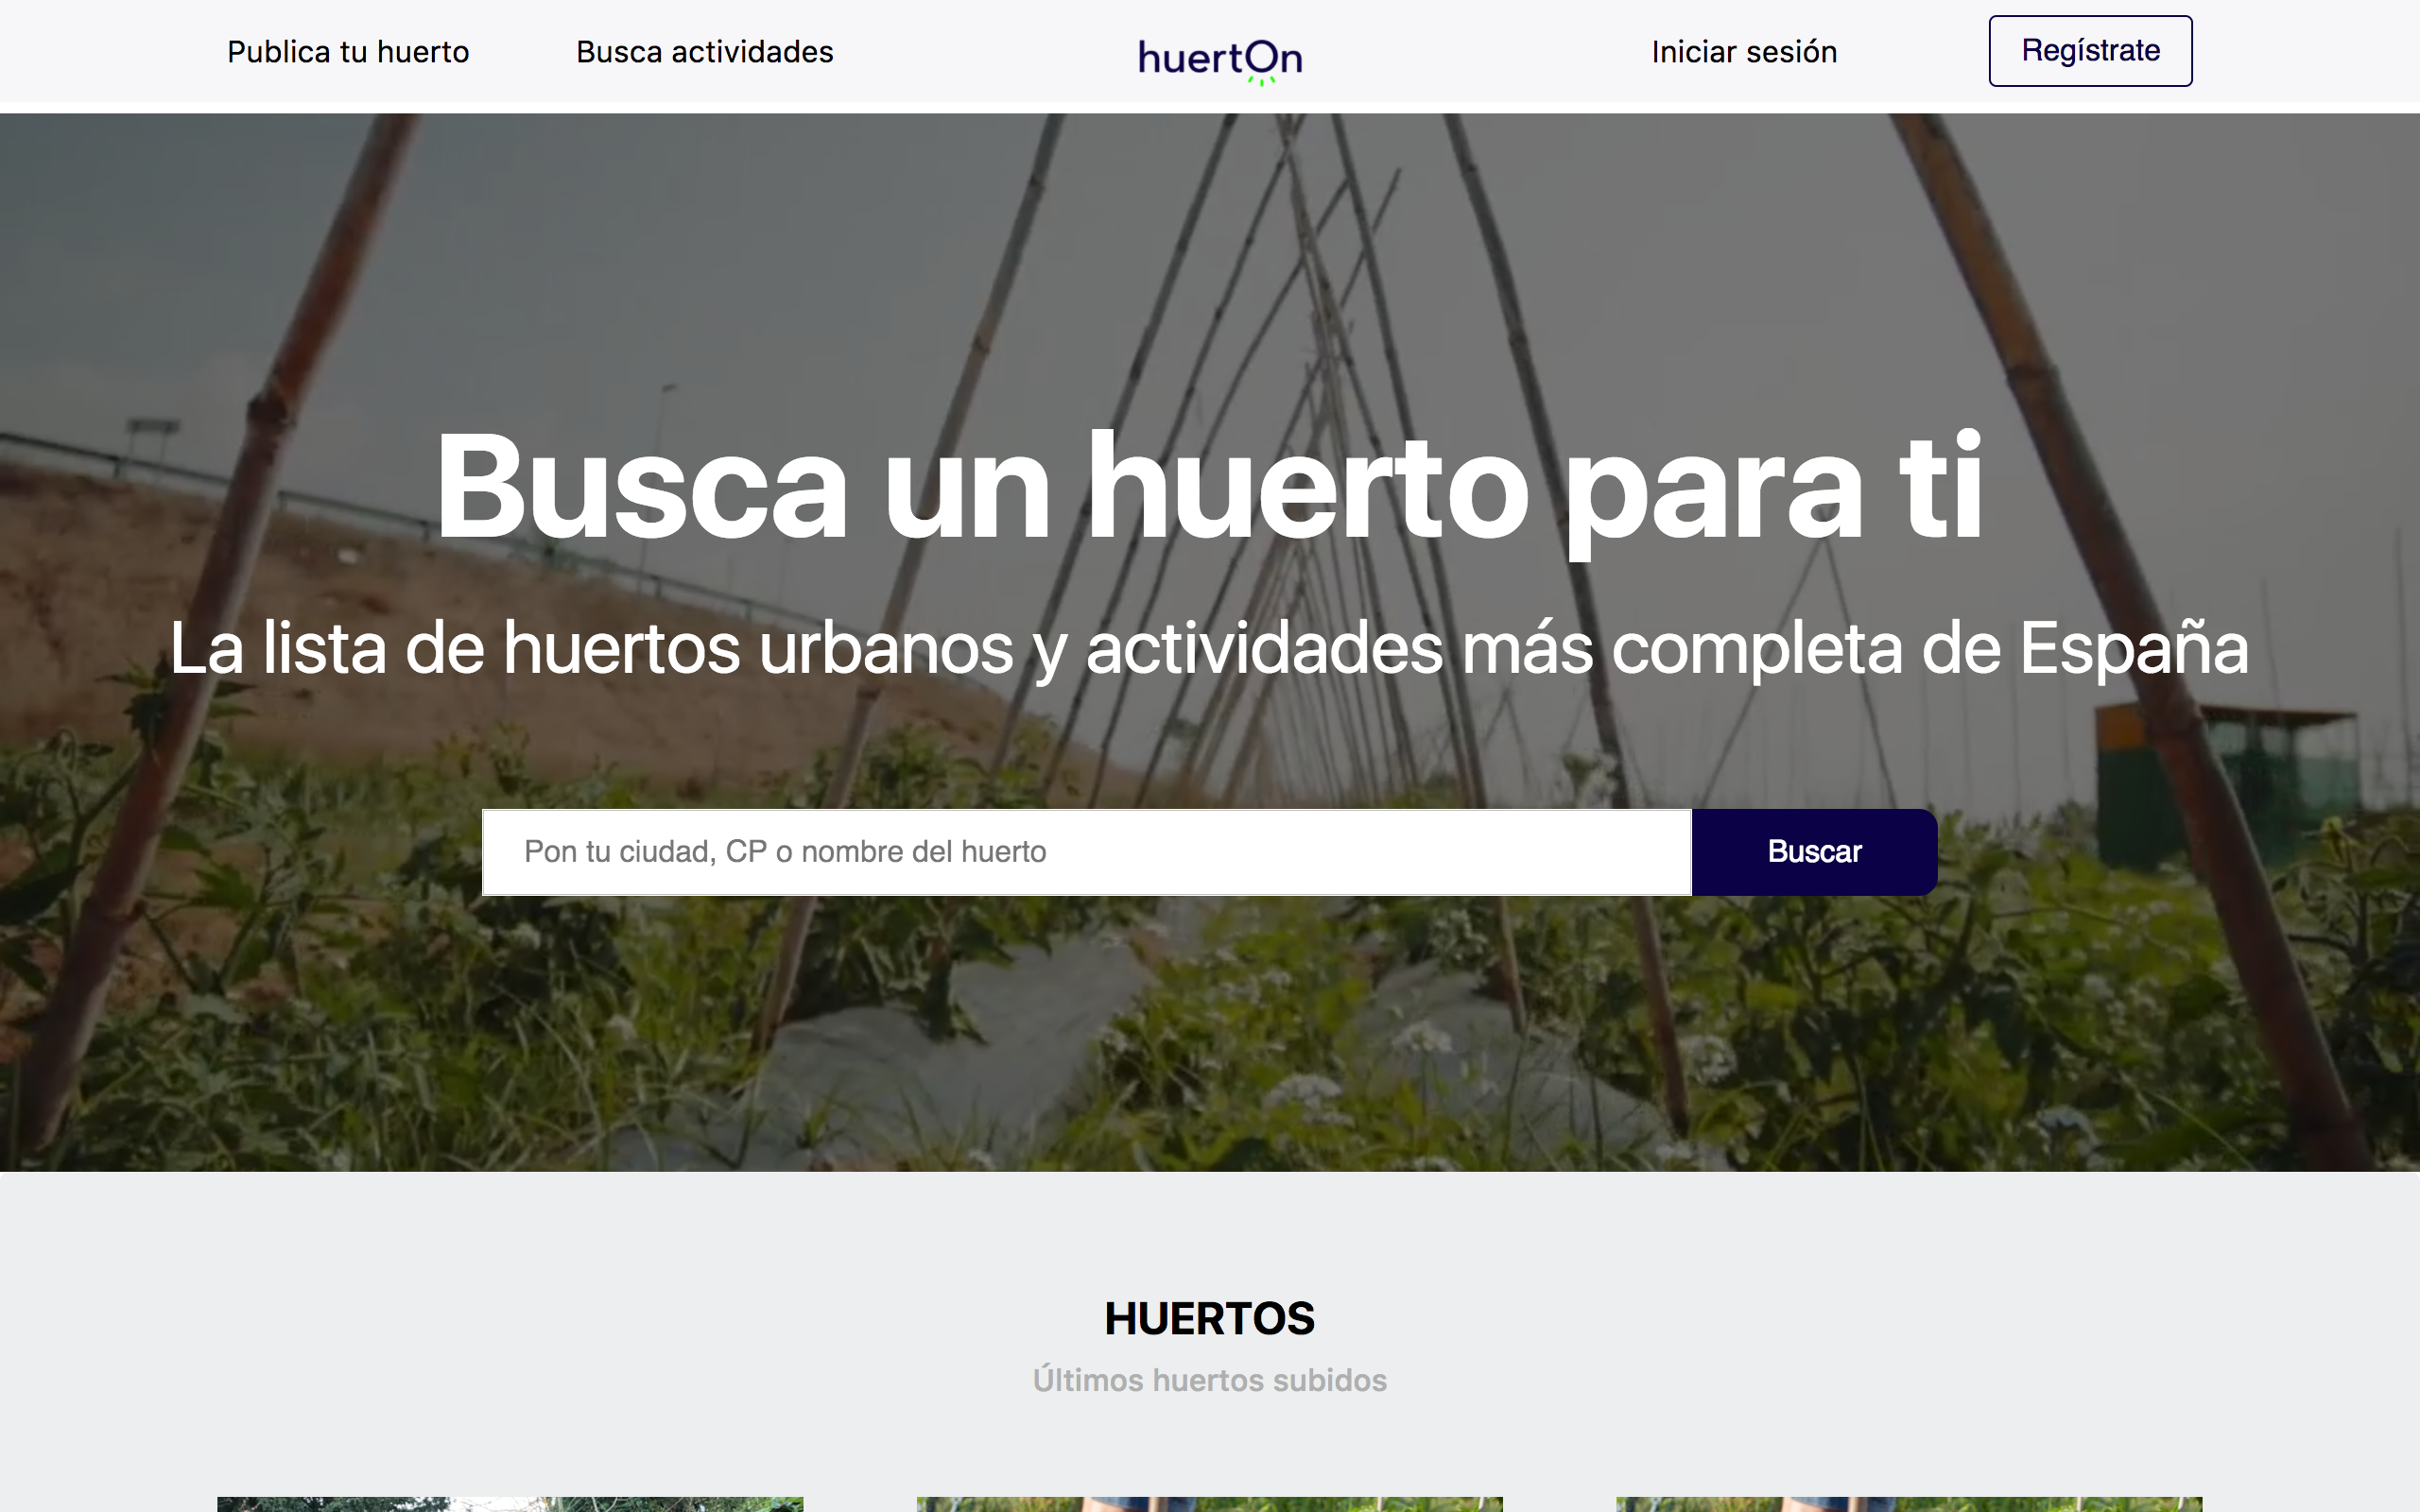 Publica tu huerto
Busca actividades
huertOn
Iniciar sesión
Regístrate
Busca un huerto para ti
La lista de huertos urbanos y actividades más completa de España
Pon tu ciudad, CP o nombre del huerto
Buscar
HUERTOS
Últimos huertos subidos